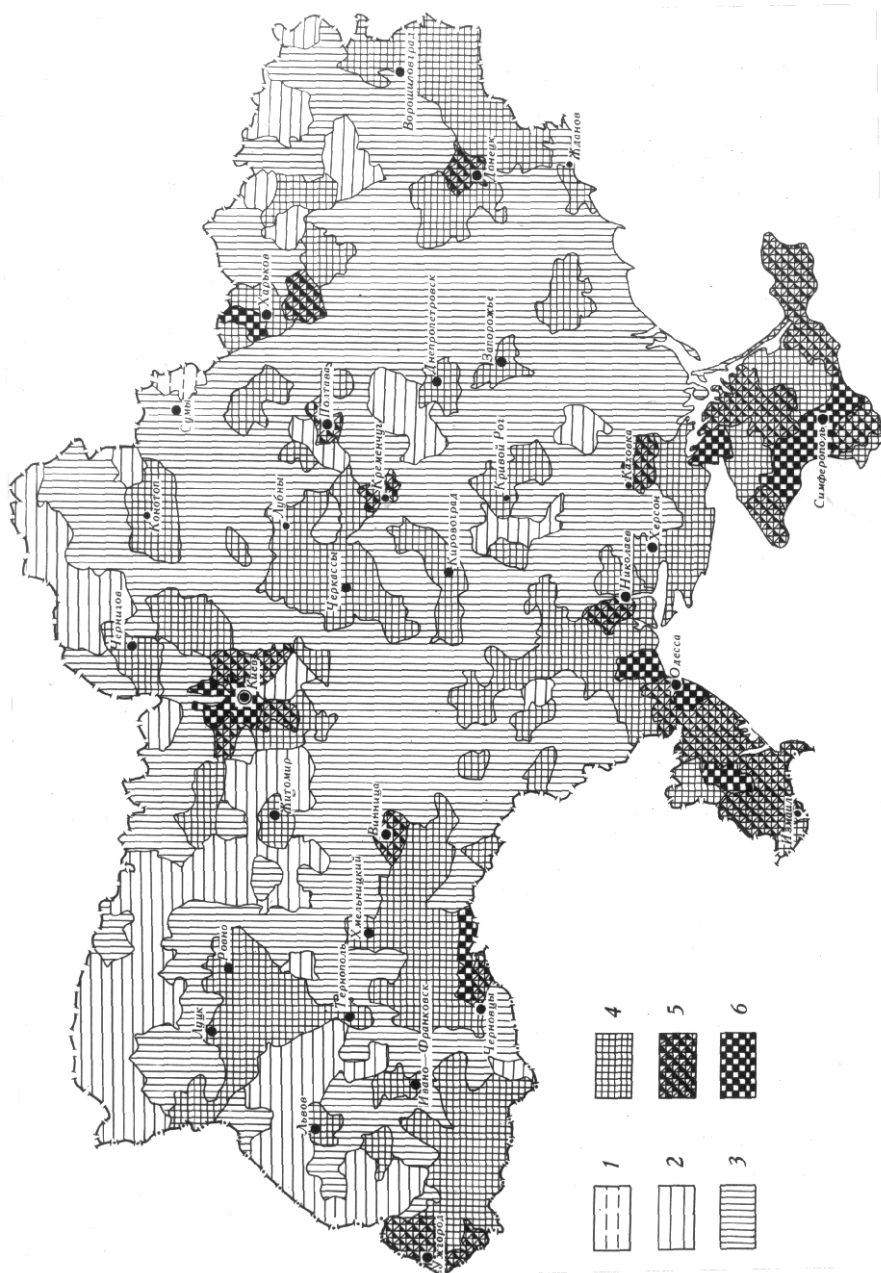 Ворошиловград
Донецк
Жданов
Харьков
Днепропетровск
Запорожье
Сумы
Полтава
Кременчуг
Кривой Рог
Каховка
Симферополь
Конотоп
Лубны
Черкассы
Кировоград
Николаев
Херсон
Чернигов
Киев
Одесса
Житомир
Винница
Измаил
Ровно
Хмельницкий
Луцк
Тернополь
Черновцы
Львов
Ивано-Франковск
Ужгород
1
2
3
4
5
6